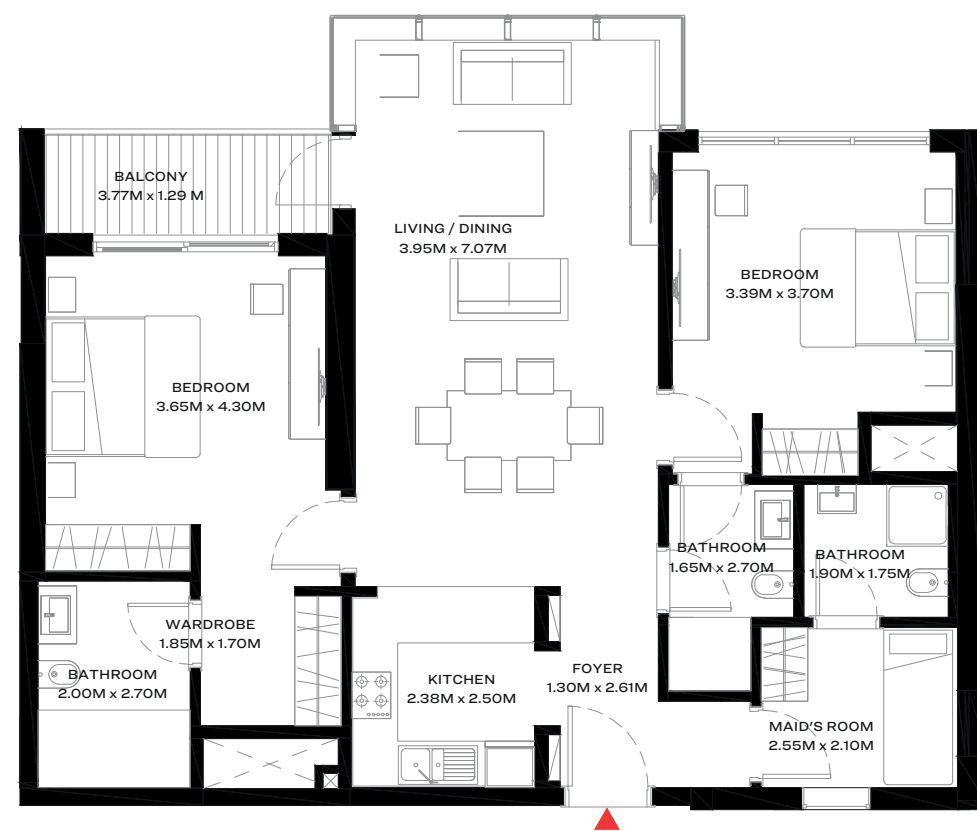 BALCONY
3.77M x 1.29 M
LIVING / DINING
3.95M x 7.07M
BEDROOM
3.39M x 3.70M
BEDROOM
3.65M x 4.30M
BATHROOM
1.65M x 2.70M
BATHROOM
1.90M x 1.75M
WARDROBE
1.85M x 1.70M
BATHROOM
2.00M x 2.70M
KITCHEN
2.38M x 2.50M
FOYER
1.30M x 2.61M
MAID'S ROOM
2.55M x 2.10M